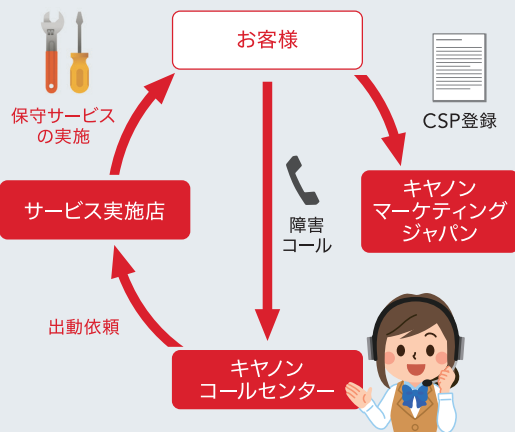 お客様
保守サービス
の実施
CSP登録
サービス実施店
障害
コール
キヤノン
マーケティング
ジャパン
出動依頼
キヤノン
コールセンター